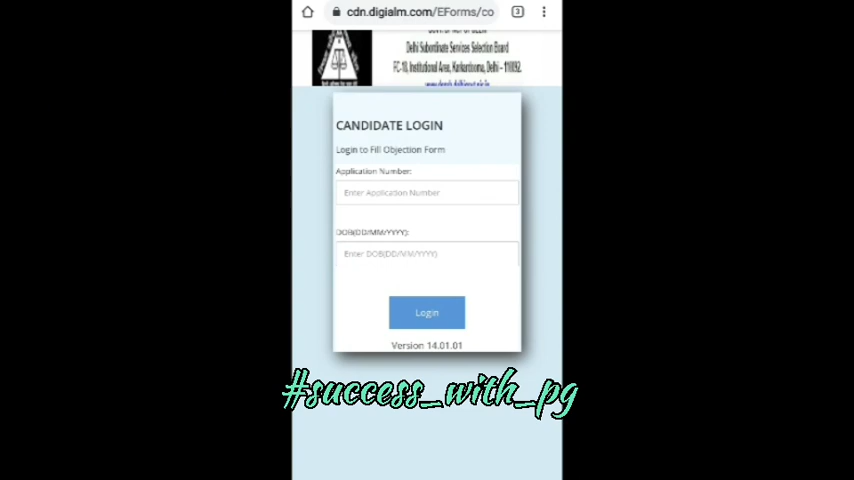 cdn.digialm.com/EForms/co
3
Delhi Subordinate Services Selection Board
FC-18, Institutional Area, Karkardooma, Delhi – 110092.
CANDIDATE LOGIN
Login to Fill Objection Form
Application Number:
Enter Application Number
DOB(DD/MM/YYYY):
Enter DOB(DD/MM/YYYY)
Login
Version 14.01.01
#success_with_pg